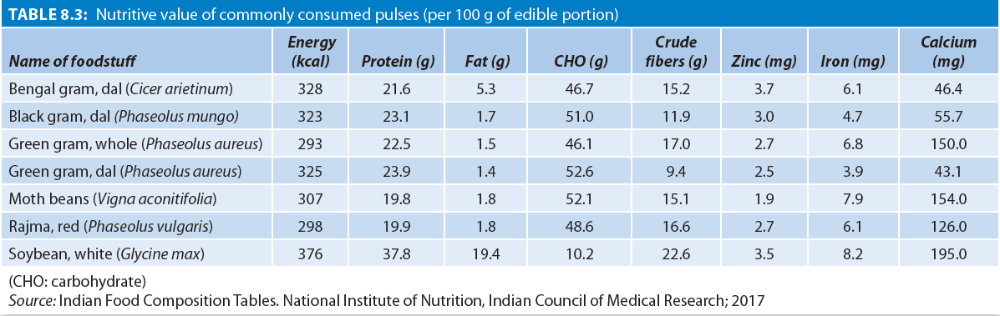 TABLE 8.3: Nutritive value of commonly consumed pulses (per 100 g of edible portion)
Name of foodstuff Energy (kcal) Protein (g) Fat (g) CHO (g) Crude fibers (g) Zinc (mg) Iron (mg) Calcium (mg)
Bengal gram, dal (Cicer arietinum) 328 21.6 5.3 46.7 15.2 3.7 6.1 46.4
Black gram, dal (Phaseolus mungo) 323 23.1 1.7 51.0 11.9 3.0 4.7 55.7
Green gram, whole (Phaseolus aureus) 293 22.5 1.5 46.1 17.0 2.7 6.8 150.0
Green gram, dal (Phaseolus aureus) 325 23.9 1.4 52.6 9.4 2.5 3.9 43.1
Moth beans (Vigna aconitifolia) 307 19.8 1.8 52.1 15.1 1.9 7.9 154.0
Rajma, red (Phaseolus vulgaris) 298 19.9 1.8 48.6 16.6 2.7 6.1 126.0
Soybean, white (Glycine max) 376 37.8 19.4 10.2 22.6 3.5 8.2 195.0
(CHO: carbohydrate)
Source: Indian Food Composition Tables. National Institute of Nutrition, Indian Council of Medical Research; 2017